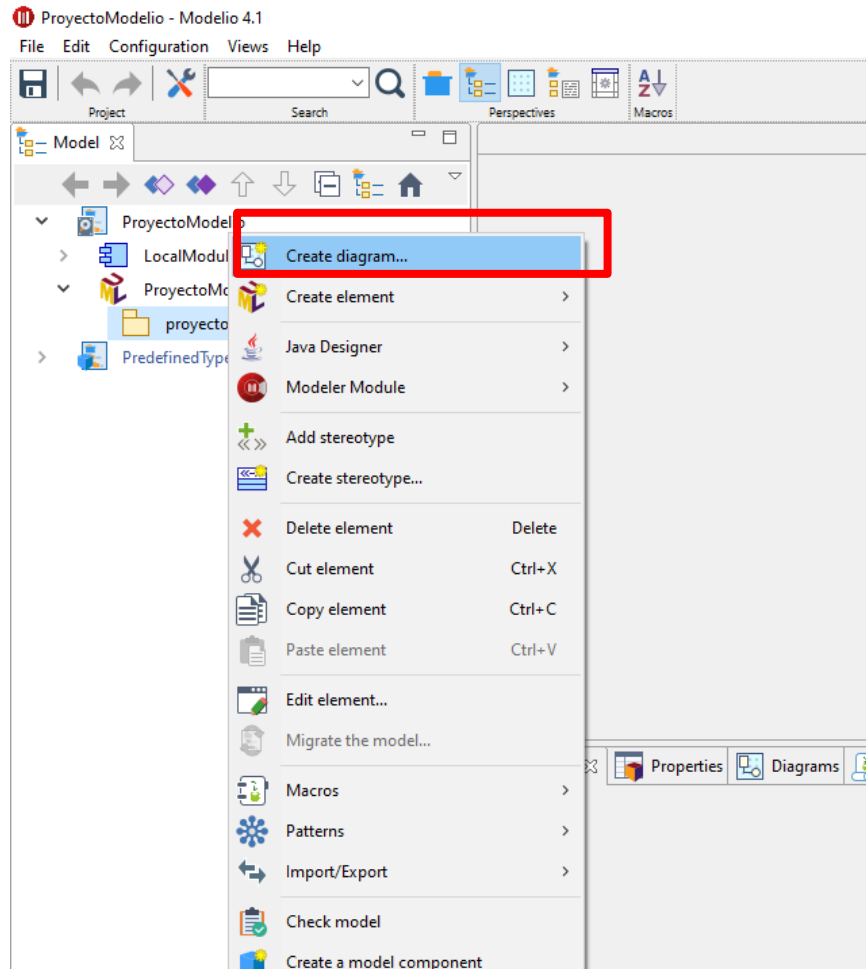 ProyectoModelio - Modelio 4.1
File Edit Configuration Views Help
Project Search Perspectives Macros
Model
ProyectoModelio
LocalModul
Create diagram...
ProyectoMo
Create element
proyecto
Java Designer
PredefinedType
Modeler Module
Add stereotype
Create stereotype...
Delete element Delete
Cut element Ctrl+X
Copy element Ctrl+C
Paste element Ctrl+V
Edit element...
Migrate the model...
Properties Diagrams
Macros
Patterns
Import/Export
Check model
Create a model component